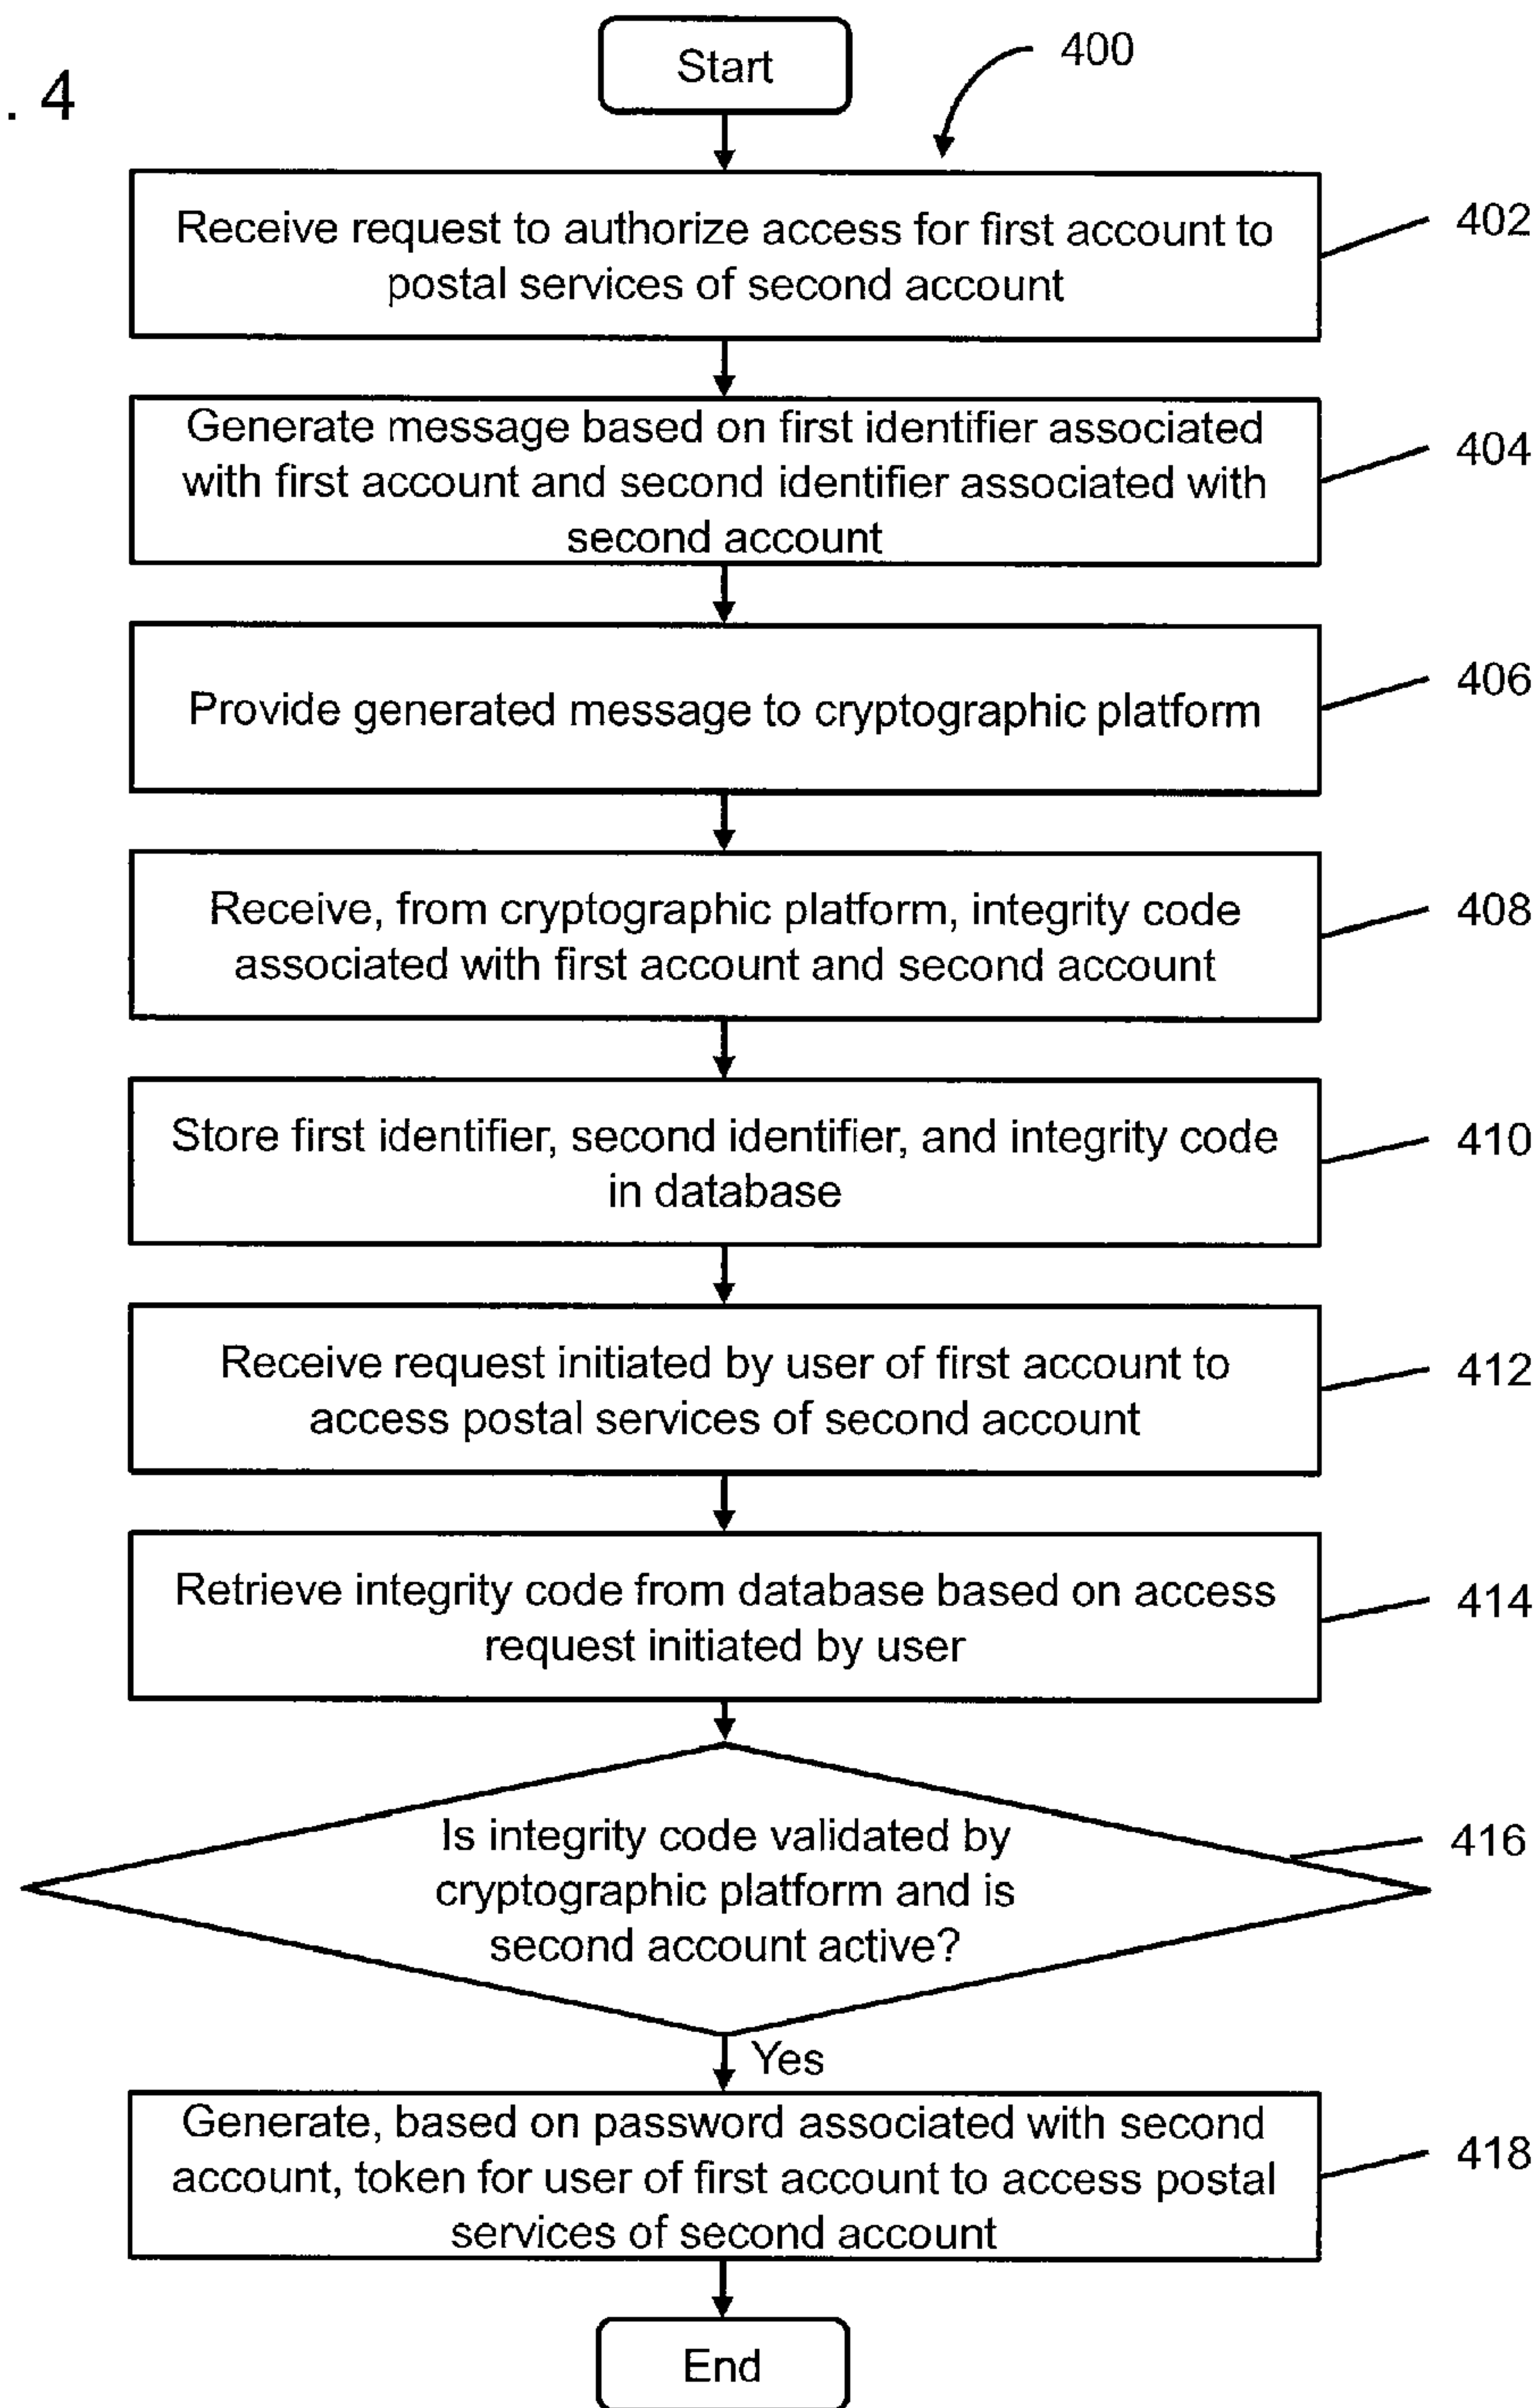 . 4
Start
400
Receive request to authorize access for first account to
postal services of second account
402
Generate message based on first identifier associated
with first account and second identifier associated with
second account
404
Provide generated message to cryptographic platform
406
Receive, from cryptographic platform, integrity code
associated with first account and second account
408
Store first identifier, second identifier, and integrity code
in database
410
Receive request initiated by user of first account to
access postal services of second account
412
Retrieve integrity code from database based on access
request initiated by user
414
Is integrity code validated by
cryptographic platform and is
second account active?
416
Yes
Generate, based on password associated with second
account, token for user of first account to access postal
services of second account
418
End